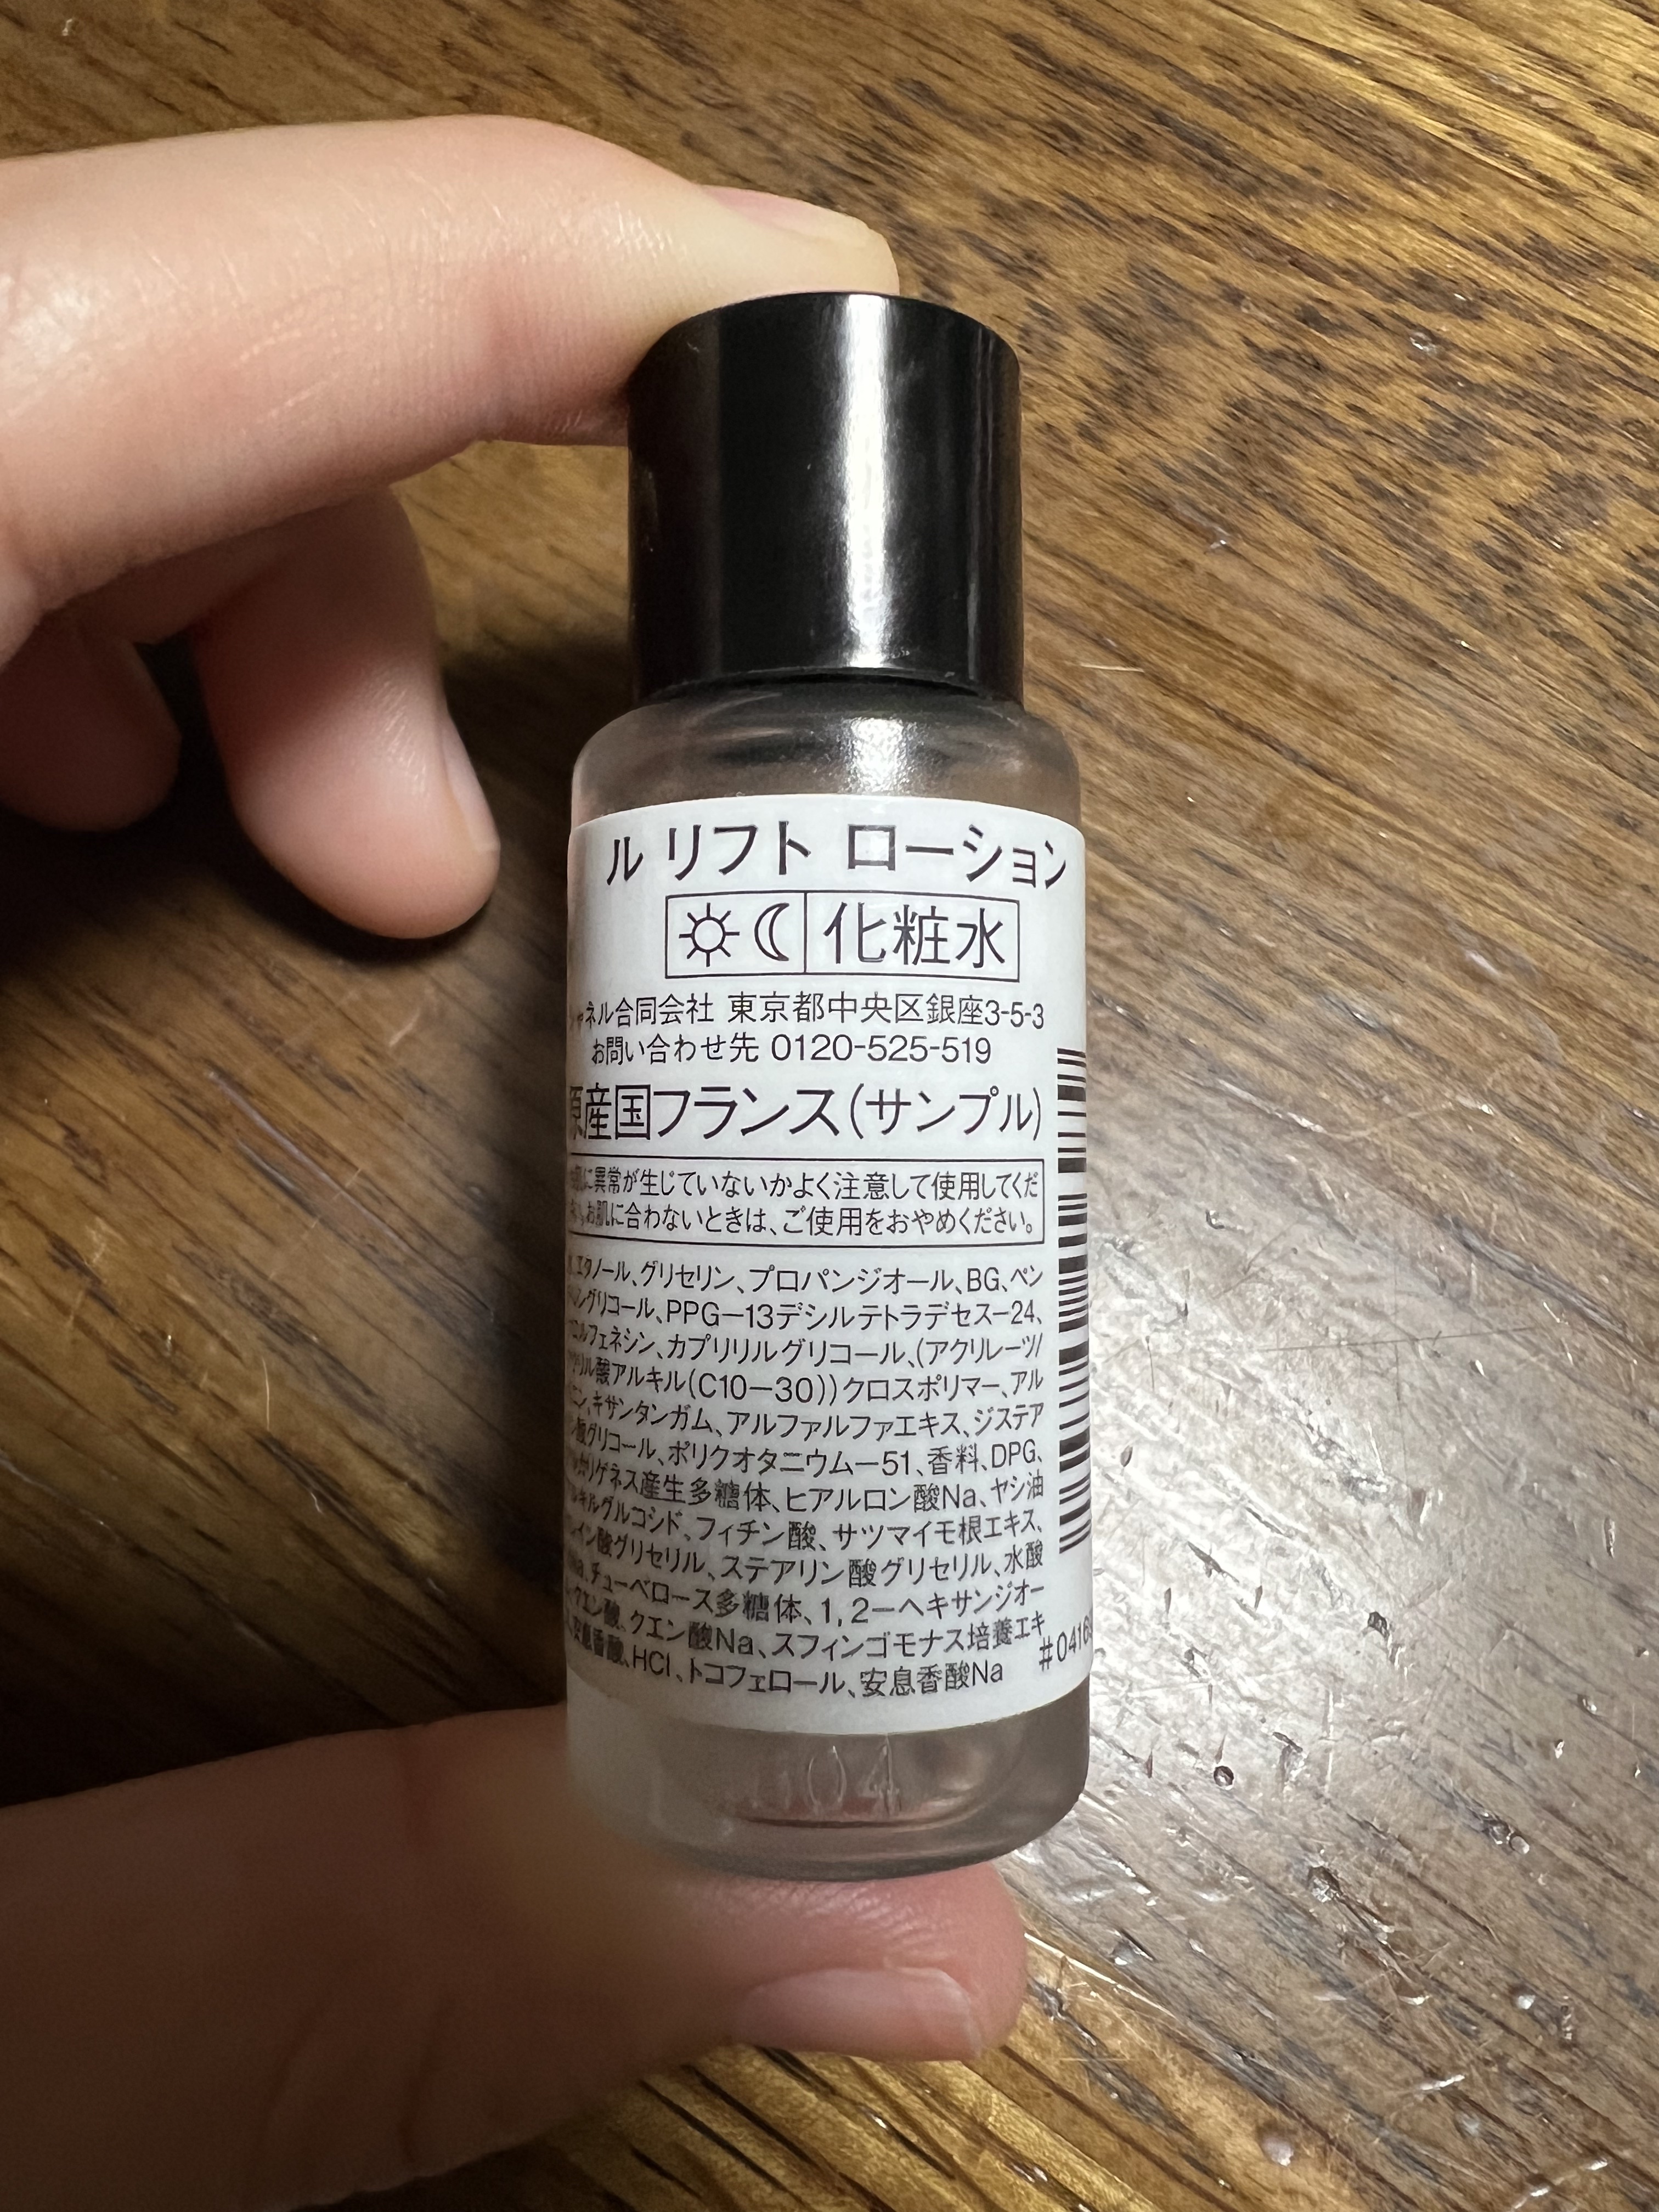 ル リフト ローション
化粧水
シャネル合同会社 東京都中央区銀座3-5-3
お問い合わせ先 0120-525-519
原産国フランス(サンプル)
に異常が生じていないかよく注意して使用してくだ
お肌に合わないときは、ご使用をおやめください。
エタノール、グリセリン、プロパンジオール、BG、ペン
グリコール、PPG-13デシルテトラデセス-24、
ルフェネシン、カプリリルグリコール、(アクリレーツ/
リル酸アルキル(C10-30))クロスポリマー、アル
ニン、キサンタンガム、アルファルファエキス、ジステア
酸グリコール、ポリクオタニウム-51、香料、DPG、
カリゲネス産生多糖体、ヒアルロン酸Na、ヤシ油
ルキルグルコシド、フィチン酸、サツマイモ根エキス、
イン酸グリセリル、ステアリン酸グリセリル、水酸
Na、チューベロース多糖体、1,2-ヘキサンジオー
クエン酸、クエン酸Na、スフィンゴモナス培養エキ
安息香酸、HCl、トコフェロール、安息香酸Na
#0416
04